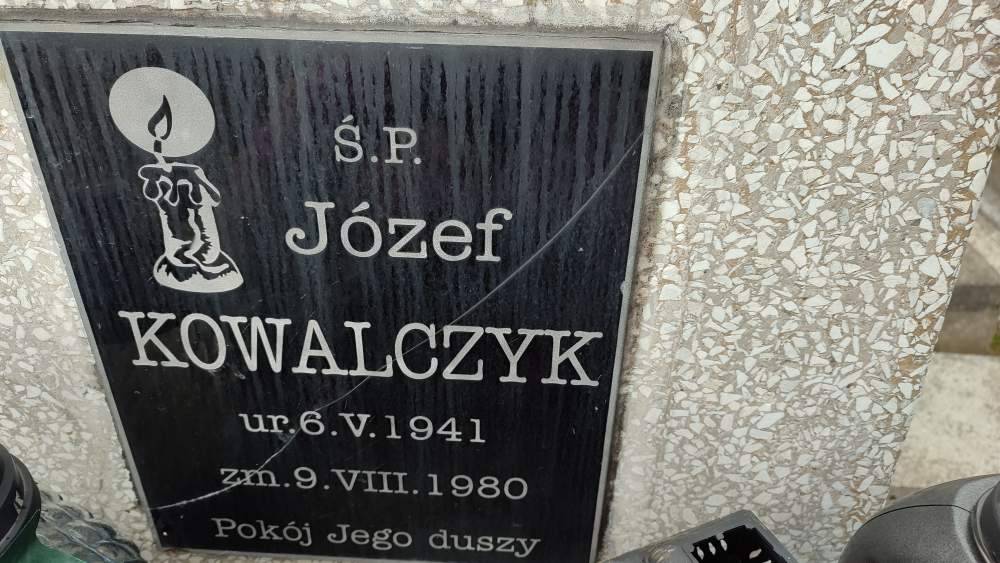 Ś.P.
Józef
KOWALCZYK
ur.6.V.1941
zm.9.VIII.1980
Pokój Jego duszy